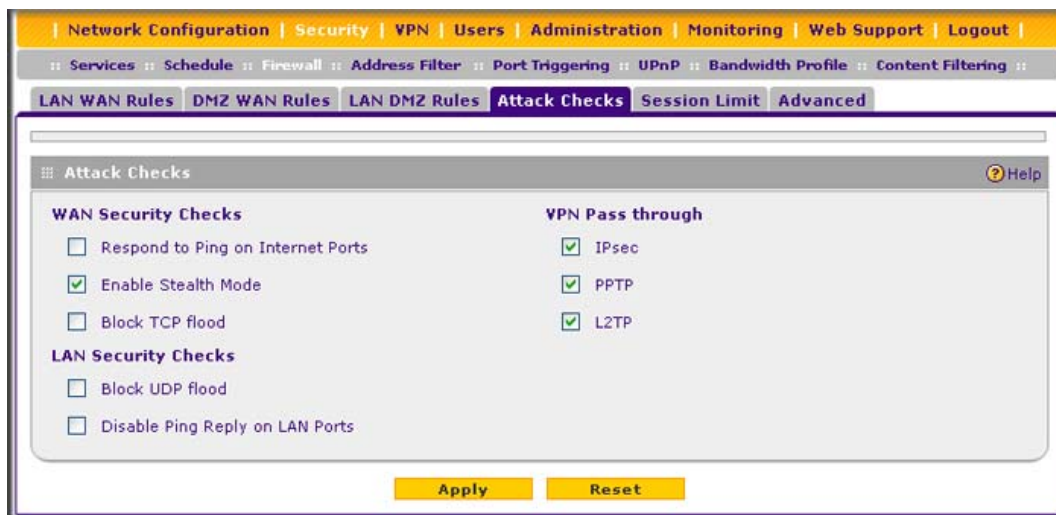 | Network Configuration | Security | VPN | Users | Administration | Monitoring | Web Support | Logout |
:: Services :: Schedule :: Firewall :: Address Filter :: Port Triggering :: UPnP :: Bandwidth Profile :: Content Filtering ::
LAN WAN Rules DMZ WAN Rules LAN DMZ Rules Attack Checks Session Limit Advanced
Attack Checks
?Help
WAN Security Checks
Respond to Ping on Internet Ports
Enable Stealth Mode
Block TCP flood
LAN Security Checks
Block UDP flood
Disable Ping Reply on LAN Ports
VPN Pass through
IPsec
PPTP
L2TP
Apply Reset